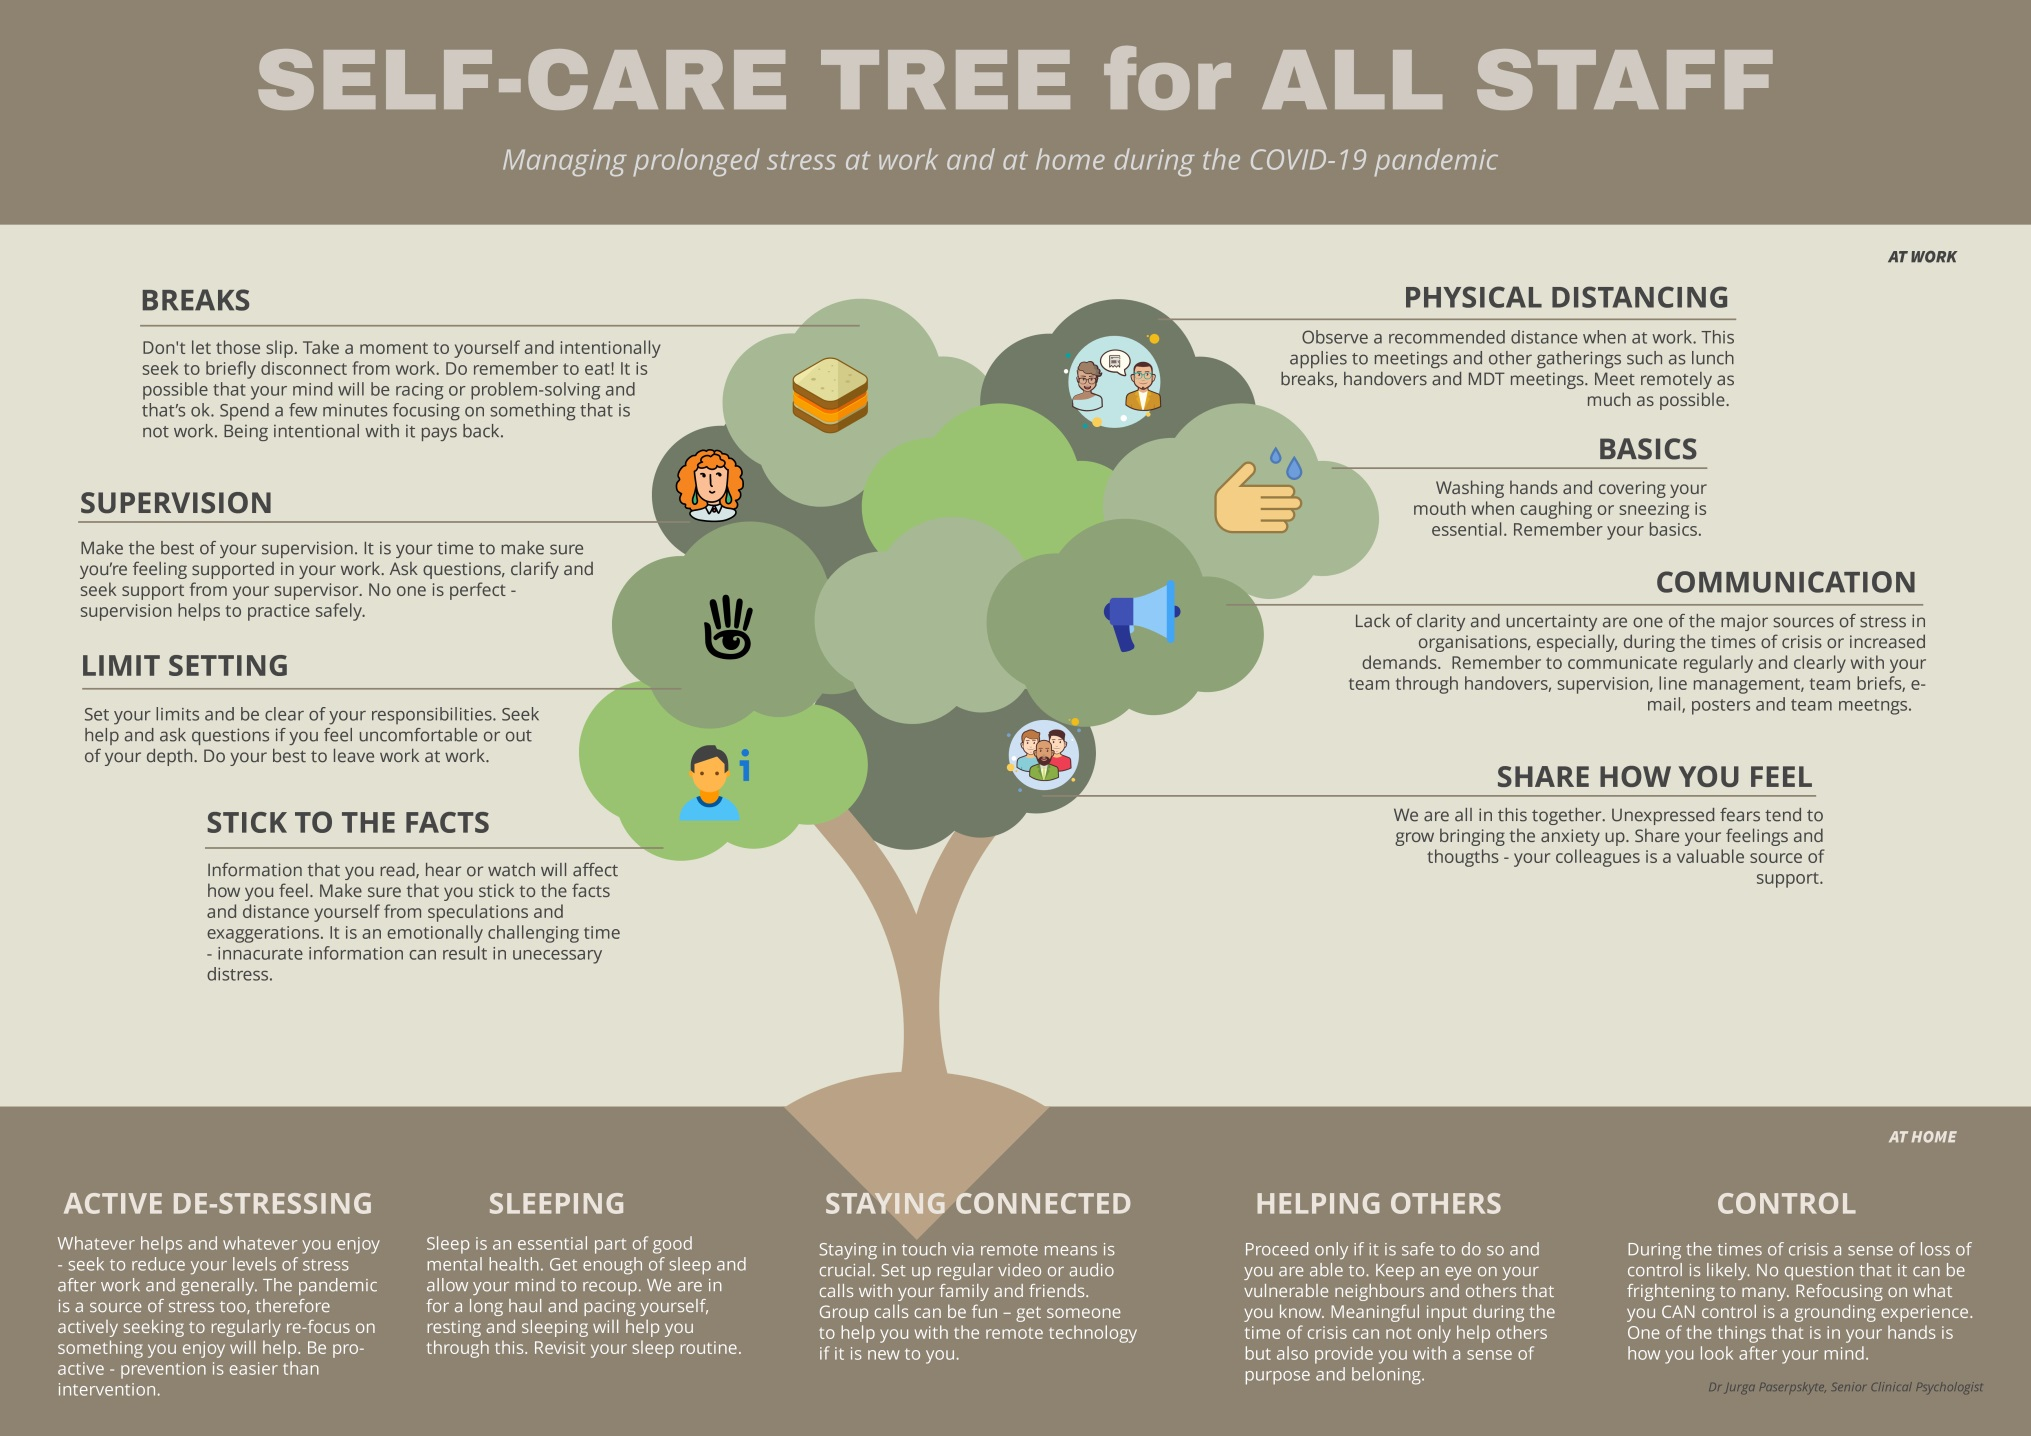 SELF-CARE TREE for ALL STAFF
Managing prolonged stress at work and at home during the COVID-19 pandemic
AT WORK
BREAKS
Don't let those slip. Take a moment to yourself and intentionally
seek to briefly disconnect from work. Do remember to eat! It is
possible that your mind will be racing or problem-solving and
that's ok. Spend a few minutes focusing on something that is
not work. Being intentional with it pays back.
SUPERVISION
Make the best of your supervision. It is your time to make sure
you're feeling supported in your work. Ask questions, clarify and
seek support from your supervisor. No one is perfect -
supervision helps to practice safely.
LIMIT SETTING
Set your limits and be clear of your responsibilities. Seek
help and ask questions if you feel uncomfortable or out
of your depth. Do your best to leave work at work.
STICK TO THE FACTS
Information that you read, hear or watch will affect
how you feel. Make sure that you stick to the facts
and distance yourself from speculations and
exaggerations. It is an emotionally challenging time
- innacurate information can result in unecessary
distress.
PHYSICAL DISTANCING
Observe a recommended distance when at work. This
applies to meetings and other gatherings such as lunch
breaks, handovers and MDT meetings. Meet remotely as
much as possible.
BASICS
Washing hands and covering your
mouth when caughing or sneezing is
essential. Remember your basics.
COMMUNICATION
Lack of clarity and uncertainty are one of the major sources of stress in
organisations, especially, during the times of crisis or increased
demands. Remember to communicate regularly and clearly with your
team through handovers, supervision, line management, team briefs, e-
mail, posters and team meetngs.
SHARE HOW YOU FEEL
We are all in this together. Unexpressed fears tend to
grow bringing the anxiety up. Share your feelings and
thougths - your colleagues is a valuable source of
support.
AT HOME
ACTIVE DE-STRESSING
Whatever helps and whatever you enjoy
- seek to reduce your levels of stress
after work and generally. The pandemic
is a source of stress too, therefore
actively seeking to regularly re-focus on
something you enjoy will help. Be pro-
active - prevention is easier than
intervention.
SLEEPING
Sleep is an essential part of good
mental health. Get enough of sleep and
allow your mind to recoup. We are in
for a long haul and pacing yourself,
resting and sleeping will help you
through this. Revisit your sleep routine.
STAYING CONNECTED
Staying in touch via remote means is
crucial. Set up regular video or audio
calls with your family and friends.
Group calls can be fun – get someone
to help you with the remote technology
if it is new to you.
HELPING OTHERS
Proceed only if it is safe to do so and
you are able to. Keep an eye on your
vulnerable neighbours and others that
you know. Meaningful input during the
time of crisis can not only help others
but also provide you with a sense of
purpose and beloning.
CONTROL
During the times of crisis a sense of loss of
control is likely. No question that it can be
frightening to many. Refocusing on what
you CAN control is a grounding experience.
One of the things that is in your hands is
how you look after your mind.
Dr Jurga Paserpskyte, Senior Clinical Psychologist